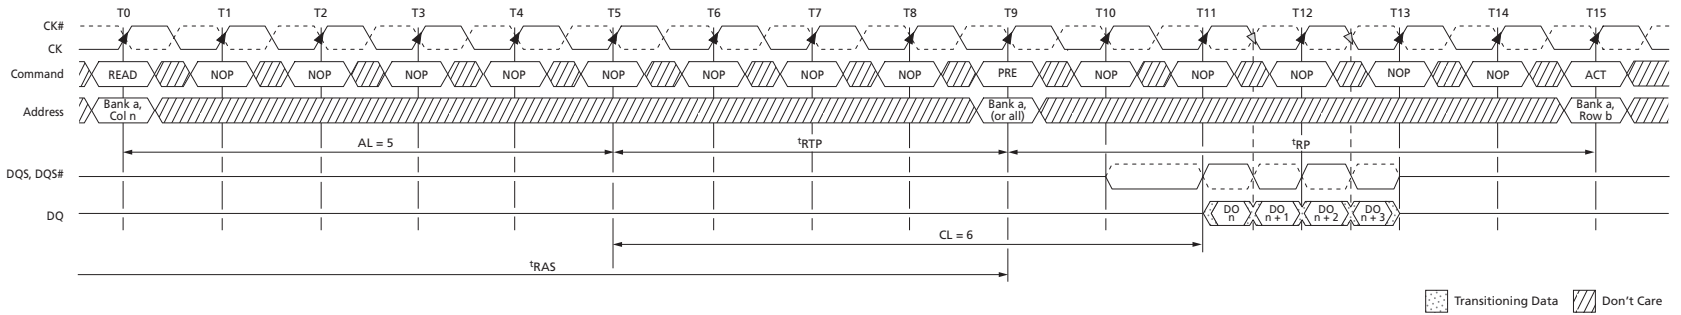 T0 T1 T2 T3 T4 T5 T6 T7 T8 T9 T10 T11 T12 T13 T14 T15
CK#
CK
Command READ NOP NOP NOP NOP NOP NOP NOP NOP PRE NOP NOP NOP NOP NOP ACT
Address Bank a, Col n Bank a, (or all) Bank a, Row b
AL = 5 tRTP tRP
DQS, DQS#
DQ DO n DO n + 1 DO n + 2 DO n + 3
CL = 6
tRAS
Transitioning Data Don't Care